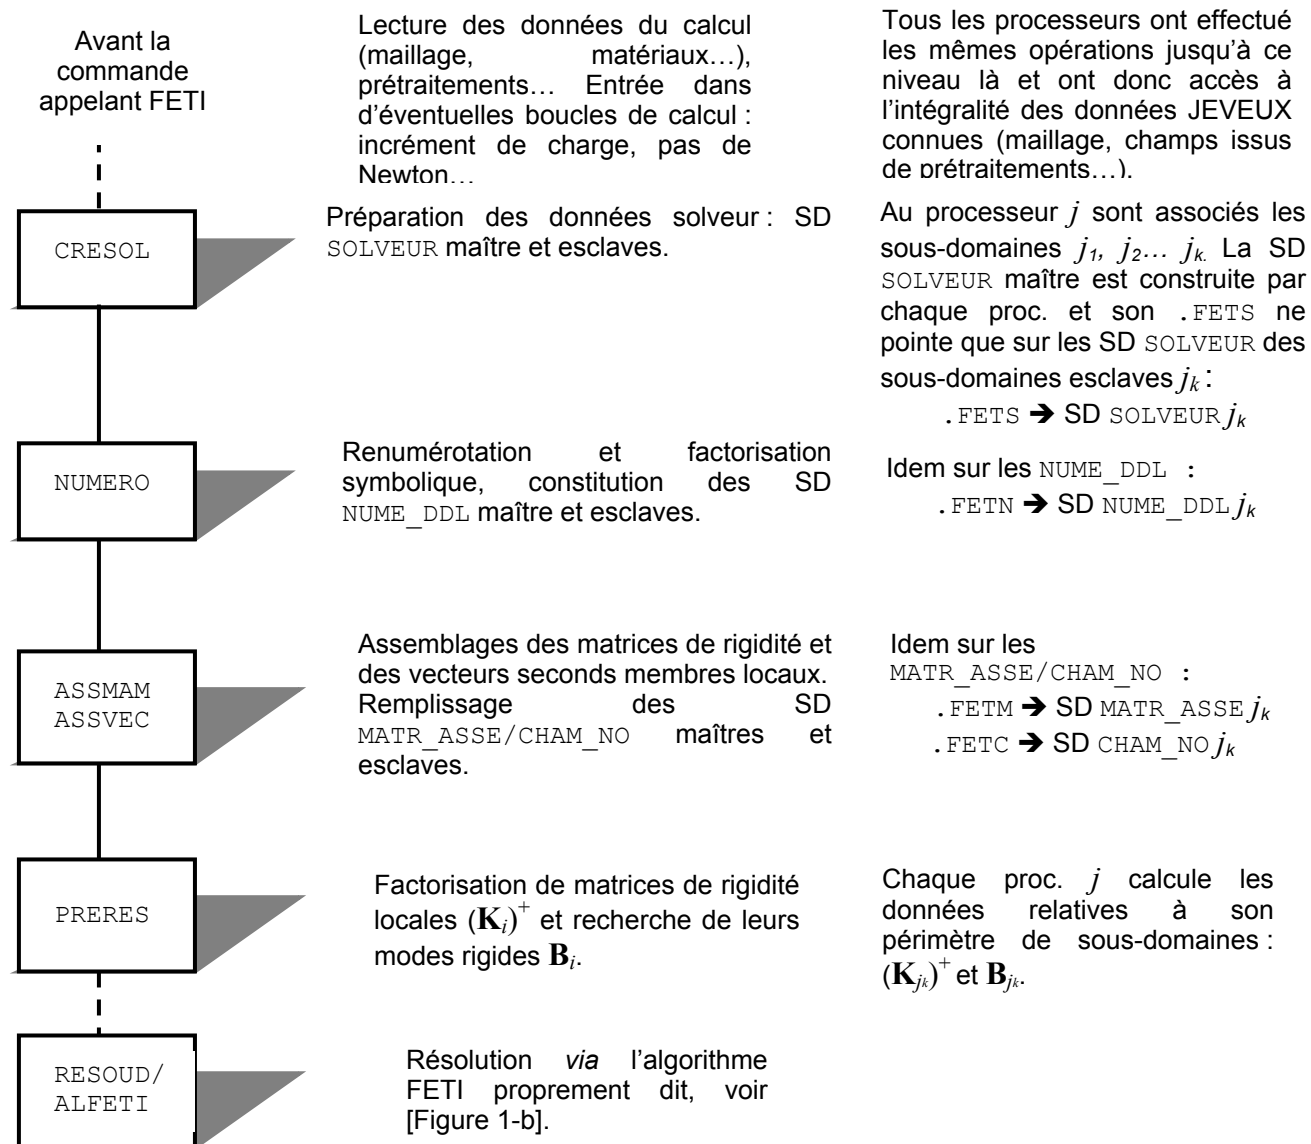 Avant la
commande
appelant FETI
Lecture des données du calcul
(maillage, matériaux…),
prétraitements… Entrée dans
d’éventuelles boucles de calcul :
incrément de charge, pas de
Newton…
Tous les processeurs ont effectué
les mêmes opérations jusqu’à ce
niveau là et ont donc accès à
l’intégralité des données JEVEUX
connues (maillage, champs issus
de prétraitements…).
CRESOL
Préparation des données solveur : SD
SOLVEUR maître et esclaves.
Au processeur j sont associés les
sous-domaines j1, j2… jk. La SD
SOLVEUR maître est construite par
chaque proc. et son .FETS ne
pointe que sur les SD SOLVEUR des
sous-domaines esclaves jk :
.FETS ➔ SD SOLVEUR jk
NUMERO
Renumérotation et factorisation
symbolique, constitution des SD
NUME_DDL maître et esclaves.
Idem sur les NUME_DDL :
.FETN ➔ SD NUME_DDL jk
ASSMAM
ASSVEC
Assemblages des matrices de rigidité et
des vecteurs seconds membres locaux.
Remplissage des SD
MATR_ASSE/CHAM_NO maîtres et
esclaves.
Idem sur les
MATR_ASSE/CHAM_NO :
.FETM ➔ SD MATR_ASSE jk
.FETC ➔ SD CHAM_NO jk
PRERES
Factorisation de matrices de rigidité
locales (Ki)+ et recherche de leurs
modes rigides Bi.
Chaque proc. j calcule les
données relatives à son
périmètre de sous-domaines :
(Kjk)+ et Bjk.
RESOUD/
ALFETI
Résolution via l’algorithme
FETI proprement dit, voir
[Figure 1-b].